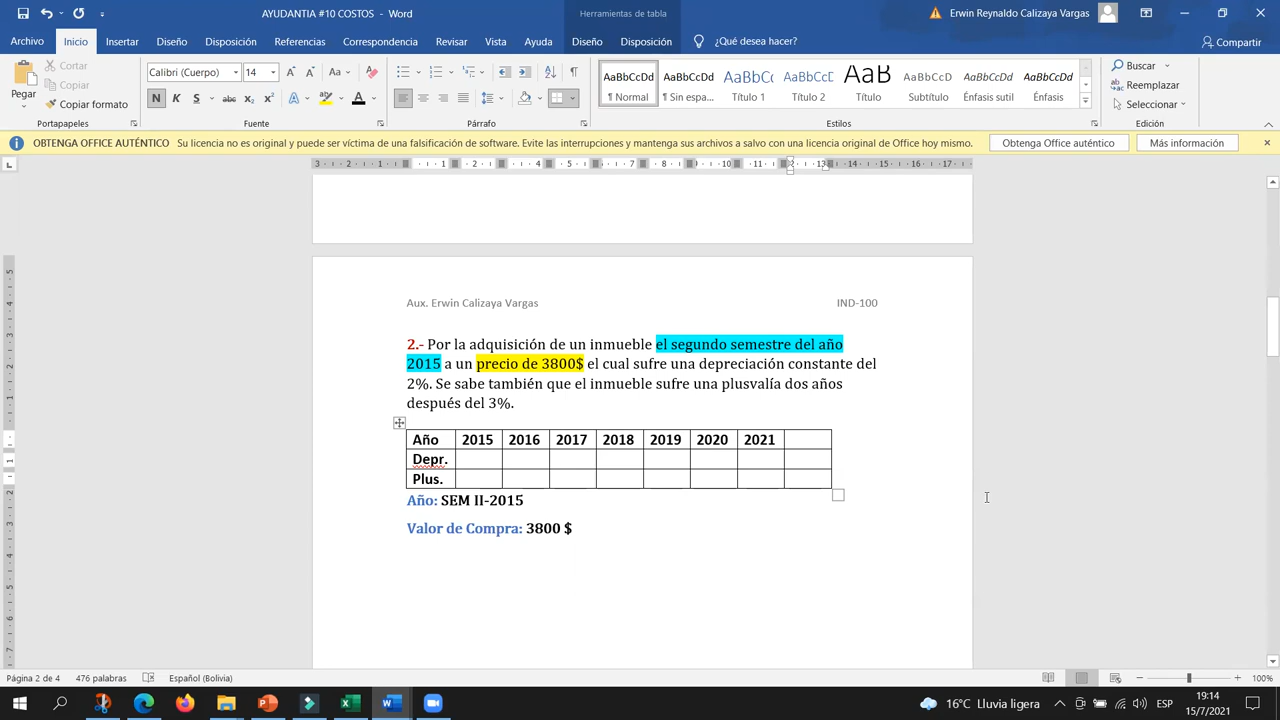 AYUDANTIA #10 COSTOS - Word
Herramientas de tabla
Erwin Reynaldo Calizaya Vargas
Archivo Inicio Insertar Diseño Disposición Referencias Correspondencia Revisar Vista Ayuda Diseño Disposición ¿Qué desea hacer? Compartir
Pegar
Cortar
Copiar
Copiar formato
Portapapeles
Calibri (Cuerpo) 14
Fuente
Párrafo
AaBbCcDd AaBbCcDd AaBbCc AaBbCcD AaB AaBbCcD AaBbCcDd AaBbCcDd
¶ Normal ¶ Sin espa... Título 1 Título 2 Título Subtítulo Énfasis sutil Énfasis
Estilos
Buscar
Reemplazar
Seleccionar
Edición
OBTENGA OFFICE AUTÉNTICO Su licencia no es original y puede ser víctima de una falsificación de software. Evite las interrupciones y mantenga sus archivos a salvo con una licencia original de Office hoy mismo. Obtenga Office auténtico Más información
Aux. Erwin Calizaya Vargas IND-100
2.- Por la adquisición de un inmueble el segundo semestre del año
2015 a un precio de 3800$ el cual sufre una depreciación constante del
2%. Se sabe también que el inmueble sufre una plusvalía dos años
después del 3%.
Año 2015 2016 2017 2018 2019 2020 2021
Depr.
Plus.
Año: SEM II-2015
Valor de Compra: 3800 $
Página 2 de 4 476 palabras Español (Bolivia) 100%
16°C Lluvia ligera ESP
19:14
15/7/2021